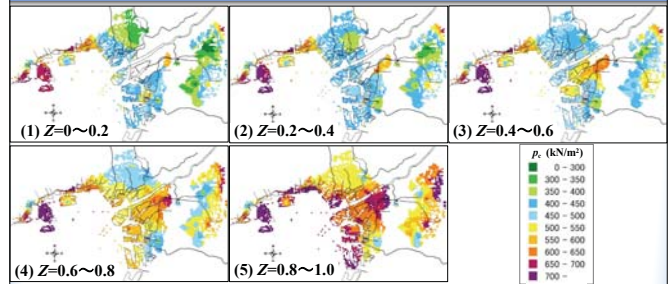 (1) Z=0～0.2
(2) Z=0.2～0.4
(3) Z=0.4～0.6
(4) Z=0.6～0.8
(5) Z=0.8～1.0
pc (kN/m²)
0 – 300
300 – 350
350 – 400
400 – 450
450 – 500
500 – 550
550 – 600
600 – 650
650 – 700
700 –